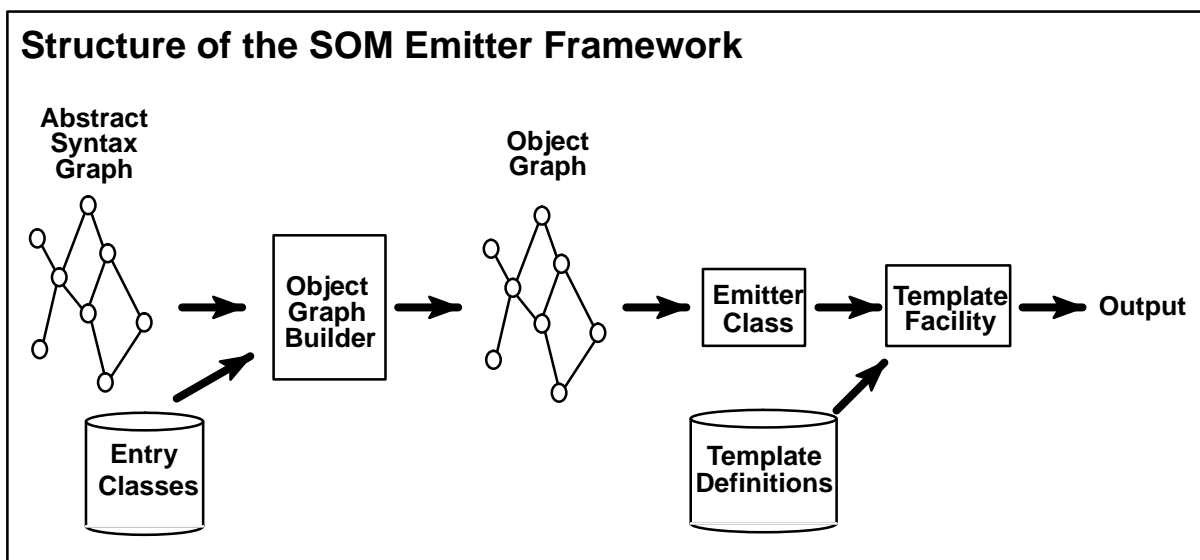 Structure of the SOM Emitter Framework
Abstract
Syntax
Graph
Object
Graph
Object
Graph
Builder
Emitter
Class
Template
Facility
Output
Entry
Classes
Template
Definitions